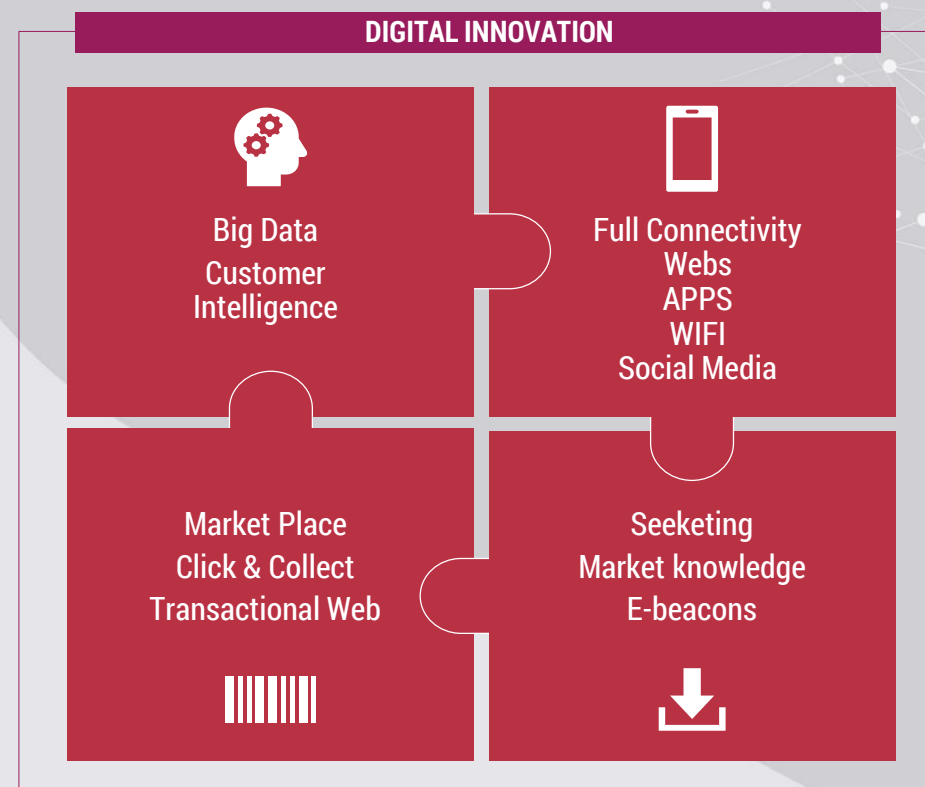 DIGITAL INNOVATION
Big Data
Customer
Intelligence
Full Connectivity
Webs
APPS
WIFI
Social Media
Market Place
Click & Collect
Transactional Web
Seeketing
Market knowledge
E-beacons